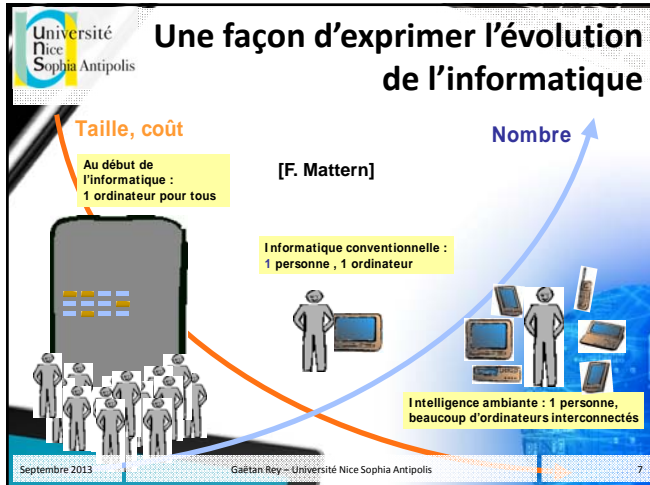 Université
Nice
Sophia Antipolis
Une façon d’exprimer l’évolution
de l’informatique
Taille, coût
Nombre
Au début de
l’informatique :
1 ordinateur pour tous
[F. Mattern]
Informatique conventionnelle :
1 personne , 1 ordinateur
Intelligence ambiante : 1 personne,
beaucoup d’ordinateurs interconnectés
Septembre 2013
Gaëtan Rey – Université Nice Sophia Antipolis
7